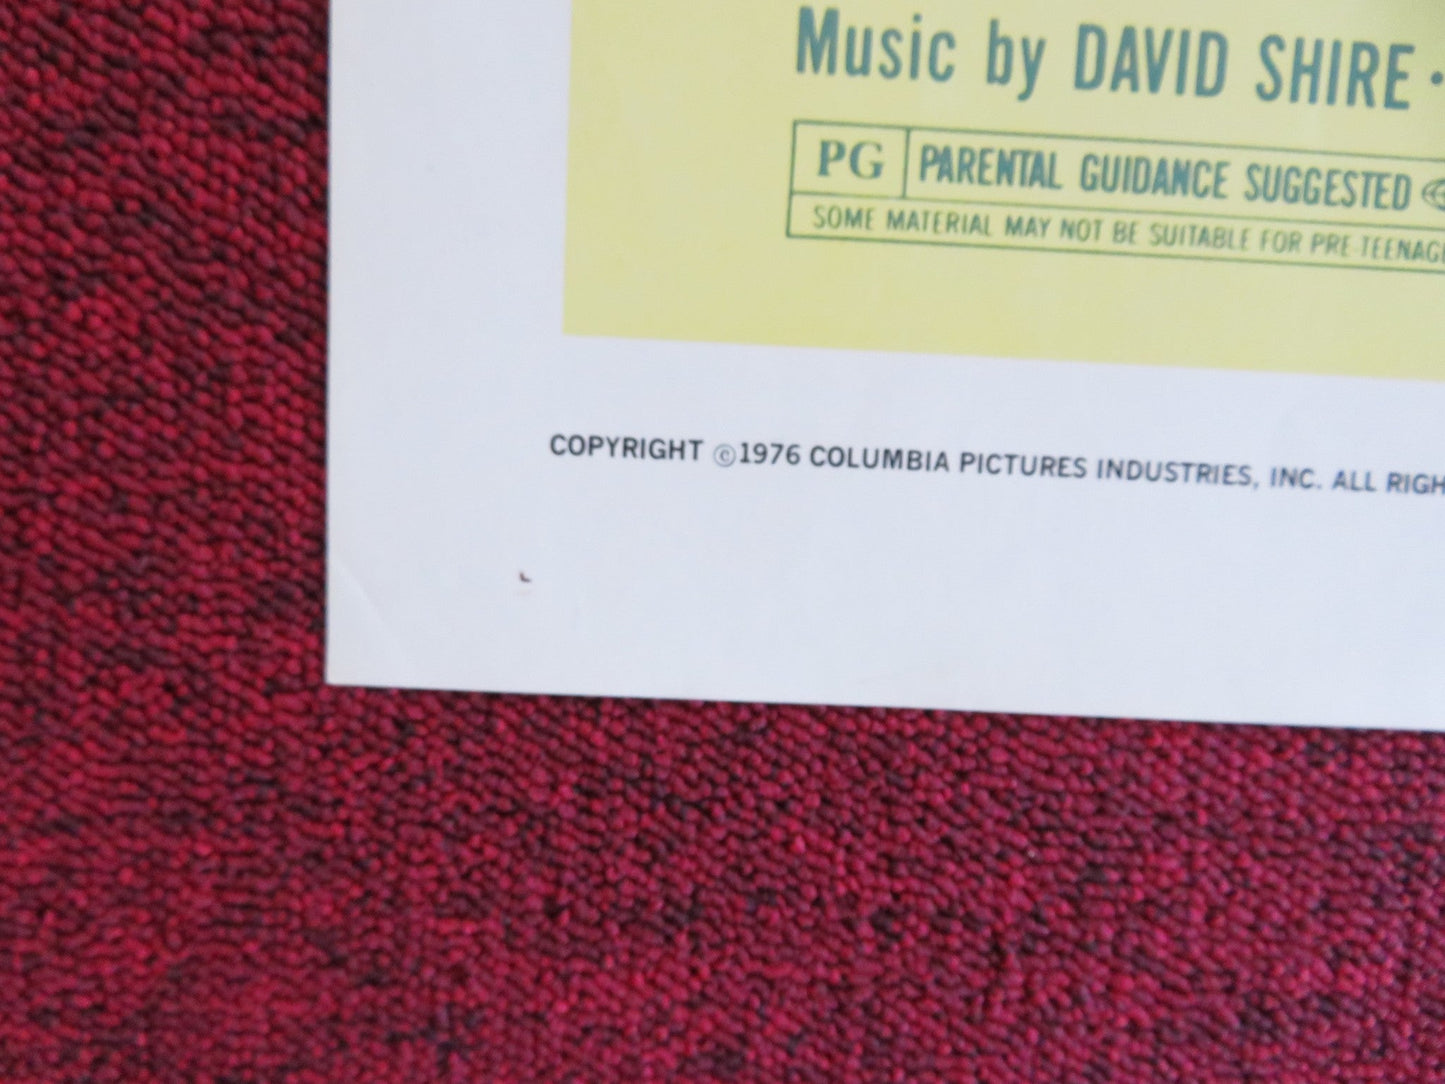 Music by DAVID SHIRE ·
PG PARENTAL GUIDANCE SUGGESTED
SOME MATERIAL MAY NOT BE SUITABLE FOR PRE-TEENAG
COPYRIGHT ©1976 COLUMBIA PICTURES INDUSTRIES, INC. ALL RIGH